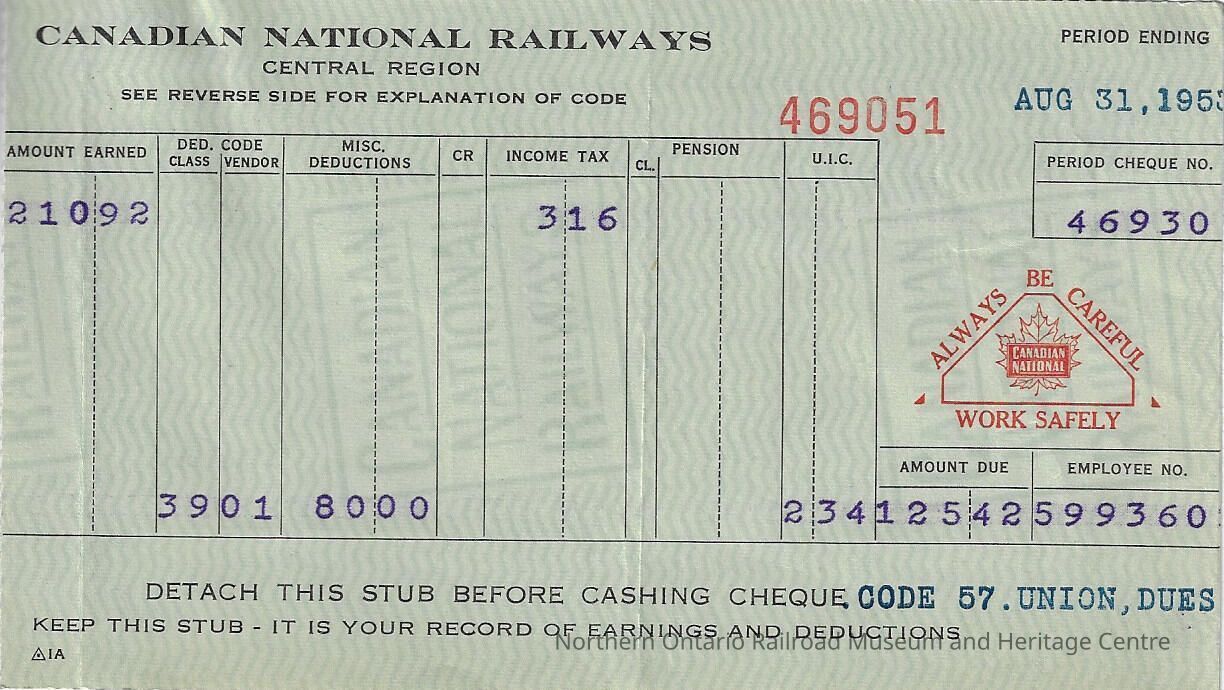 CANADIAN NATIONAL RAILWAYS
CENTRAL REGION
SEE REVERSE SIDE FOR EXPLANATION OF CODE
469051
PERIOD ENDING
AUG 31,195
AMOUNT EARNED
DED. CODE
CLASS VENDOR
MISC.
DEDUCTIONS
CR
INCOME TAX
CL.
PENSION
U.I.C.
PERIOD CHEQUE NO.
21092
316
46930
ALWAYS BE CAREFUL
CANADIAN
NATIONAL
WORK SAFELY
AMOUNT DUE
EMPLOYEE NO.
3901 8000 234 12542 599360
DETACH THIS STUB BEFORE CASHING CHEQUE. CODE 57.UNION,DUES
KEEP THIS STUB - IT IS YOUR RECORD OF EARNINGS AND DEDUCTIONS
Northern Ontario Railroad Museum and Heritage Centre
1A